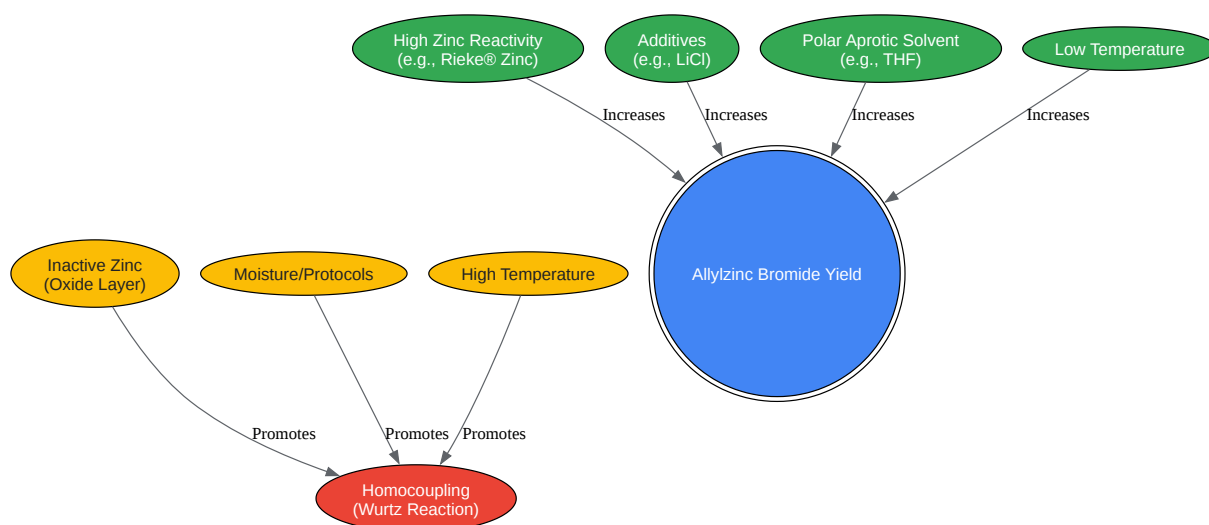 High Zinc Reactivity
(e.g., Rieke® Zinc)
Additives
(e.g., LiCl)
Polar Aprotic Solvent
(e.g., THF)
Low Temperature
Increases
Increases
Increases
Increases
Inactive Zinc
(Oxide Layer)
Moisture/Protocols
High Temperature
Allylzinc Bromide Yield
Promotes
Promotes
Promotes
Homocoupling
(Wurtz Reaction)